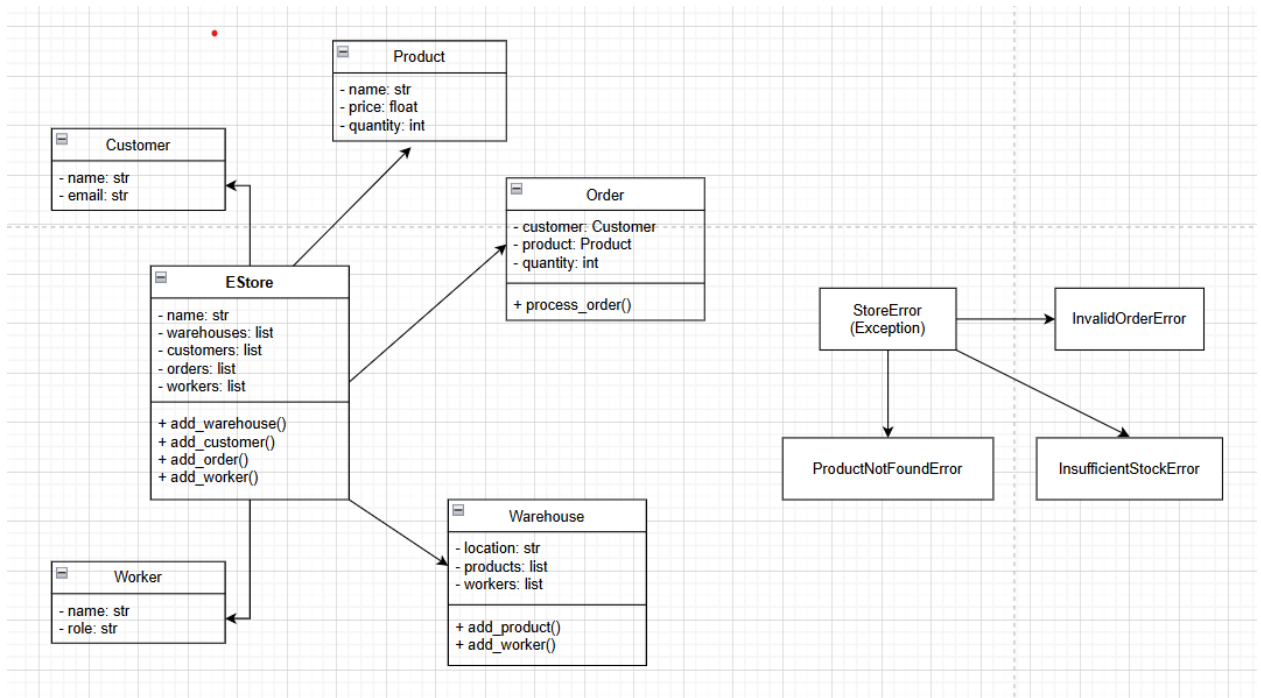 Product
- name: str
- price: float
- quantity: int
Customer
- name: str
- email: str
Order
- customer: Customer
- product: Product
- quantity: int
+ process_order()
EStore
- name: str
- warehouses: list
- customers: list
- orders: list
- workers: list
+ add_warehouse()
+ add_customer()
+ add_order()
+ add_worker()
StoreError
(Exception)
InvalidOrderError
ProductNotFoundError
InsufficientStockError
Warehouse
- location: str
- products: list
- workers: list
+ add_product()
+ add_worker()
Worker
- name: str
- role: str